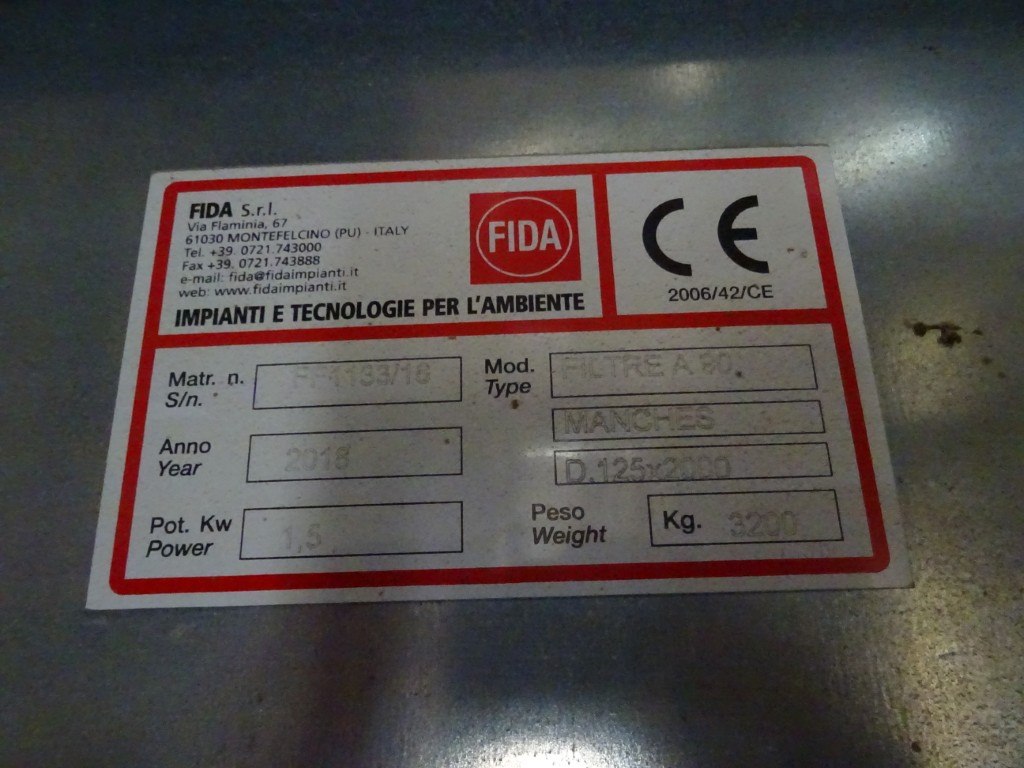 FIDA S.r.l.
Via Flaminia, 67
61030 MONTEFELCINO (PU) - ITALY
Tel. +39. 0721.743000
Fax +39. 0721.743888
e-mail: fida@fidaimpianti.it
web: www.fidaimpianti.it
IMPIANTI E TECNOLOGIE PER L'AMBIENTE
FIDA
CE
2006/42/CE
Matr. n.
S/n.
Anno
Year
Pot. Kw 1,5
Power
Mod. FILTRE A
Type
MANCHES
D.125x2000
Peso
Weight
Kg. 3200